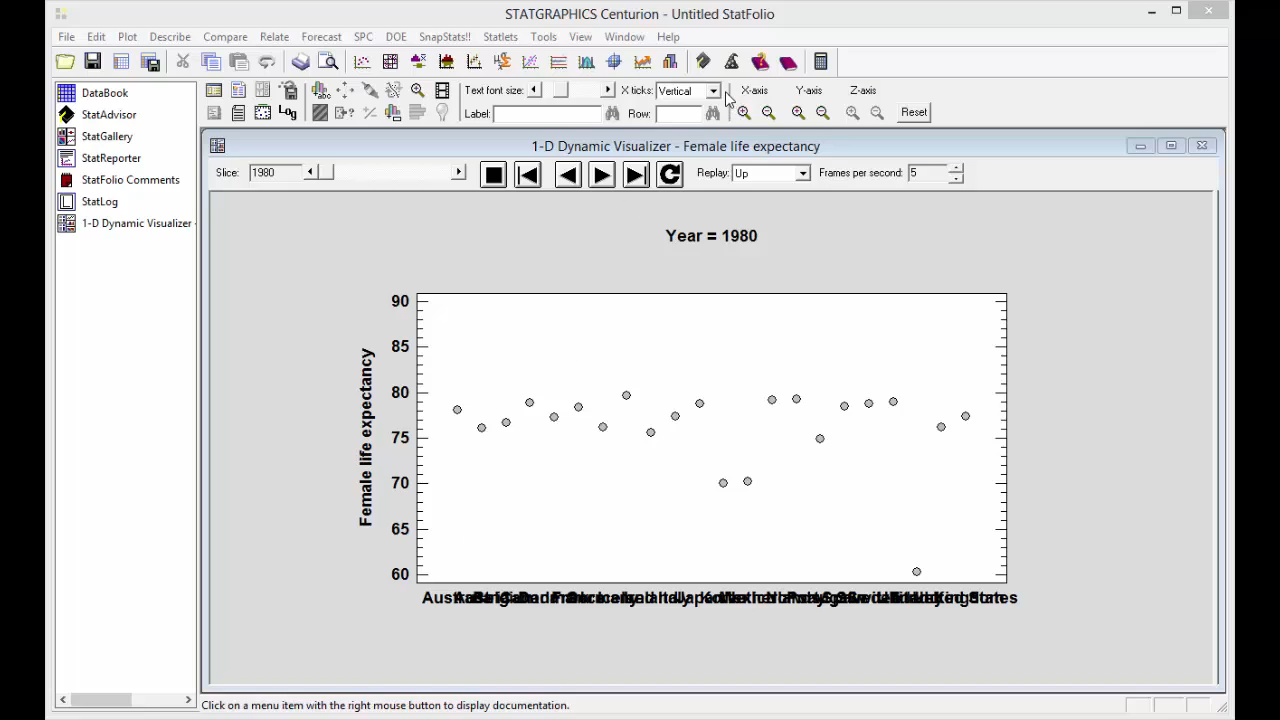 STATGRAPHICS Centurion - Untitled StatFolio
File Edit Plot Describe Compare Relate Forecast SPC DOE SnapStats!! Statlets Tools View Window Help
DataBook
StatAdvisor
StatGallery
StatReporter
StatFolio Comments
StatLog
1-D Dynamic Visualizer -
Text font size: X ticks: Vertical X-axis Y-axis Z-axis
Log Label: Row: Reset
1-D Dynamic Visualizer - Female life expectancy
Slice: 1980 Replay: Up Frames per second: 5
Year = 1980
Female life expectancy
90
85
80
75
70
65
60
Click on a menu item with the right mouse button to display documentation.